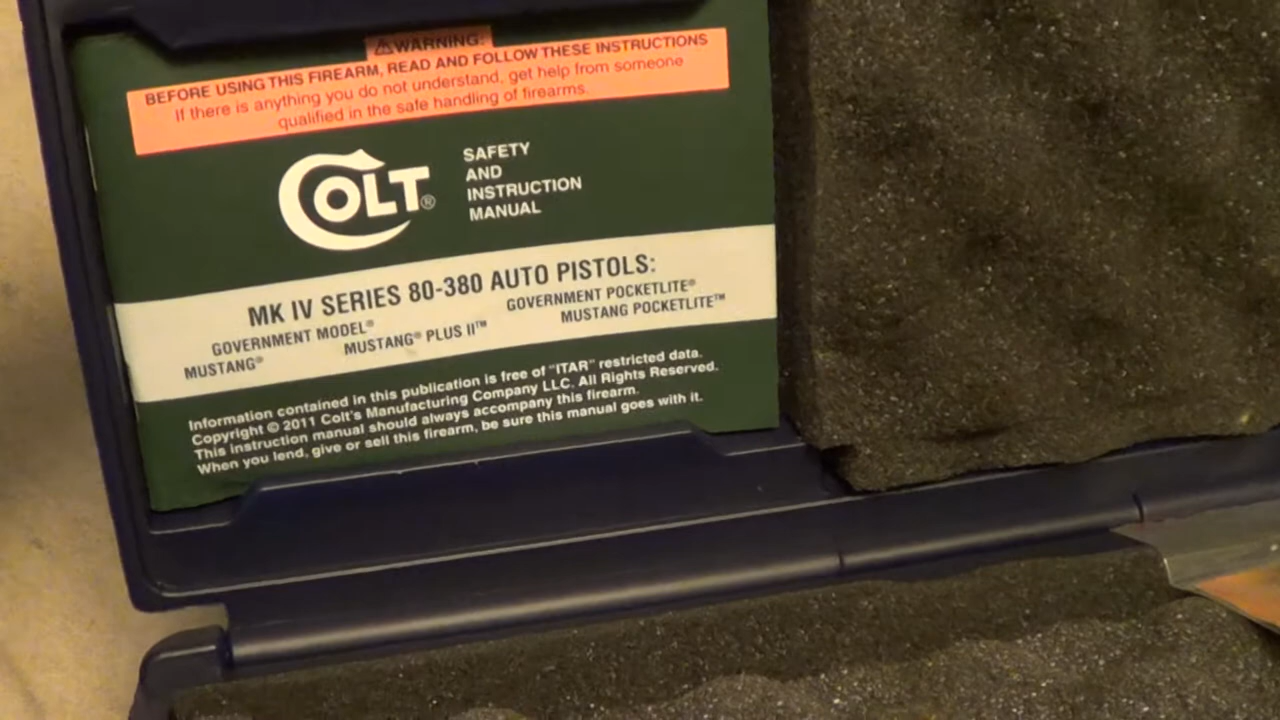 ⚠WARNING:
BEFORE USING THIS FIREARM, READ AND FOLLOW THESE INSTRUCTIONS
If there is anything you do not understand, get help from someone
qualified in the safe handling of firearms.
COLT®
SAFETY
AND
INSTRUCTION
MANUAL
MK IV SERIES 80-380 AUTO PISTOLS:
GOVERNMENT MODEL® GOVERNMENT POCKETLITE®
MUSTANG® MUSTANG® PLUS II™ MUSTANG POCKETLITE™
Information contained in this publication is free of "ITAR" restricted data.
Copyright © 2011 Colt's Manufacturing Company LLC. All Rights Reserved.
This instruction manual should always accompany this firearm.
When you lend, give or sell this firearm, be sure this manual goes with it.